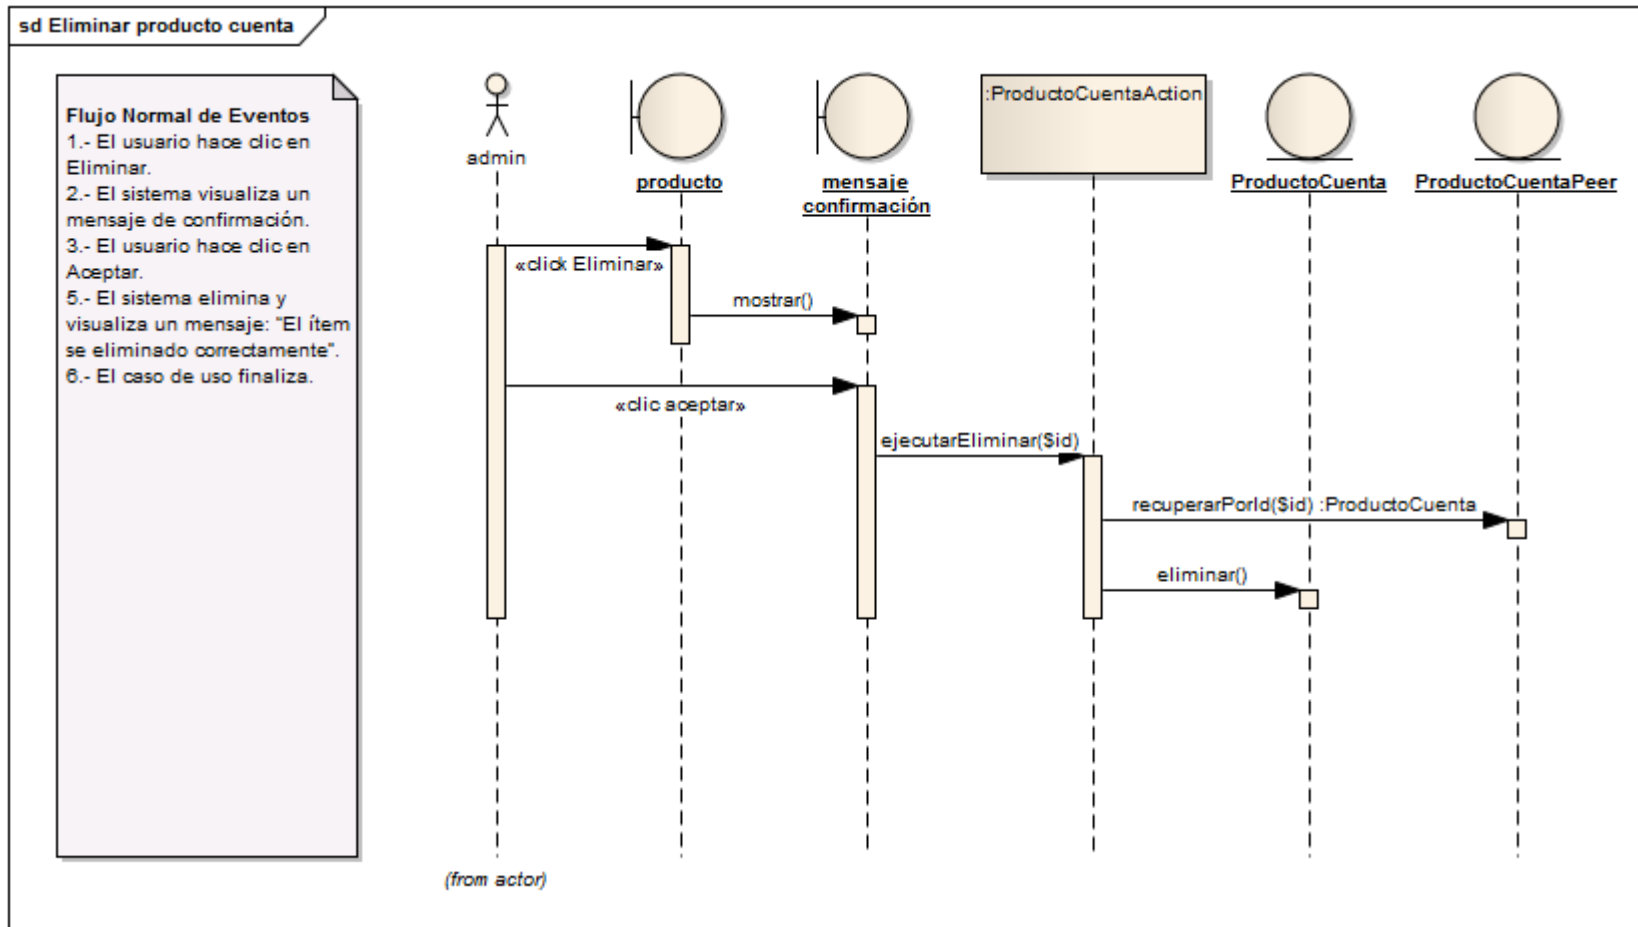 sd Eliminar producto cuenta
Flujo Normal de Eventos
1.- El usuario hace clic en
Eliminar.
2.- El sistema visualiza un
mensaje de confirmación.
3.- El usuario hace clic en
Aceptar.
5.- El sistema elimina y
visualiza un mensaje: "El ítem
se eliminado correctamente".
6.- El caso de uso finaliza.
admin
producto
mensaje
confirmación
:ProductoCuentaAction
ProductoCuenta
ProductoCuentaPeer
«click Eliminar»
mostrar()
«clic aceptar»
ejecutarEliminar($id)
recuperarPorId($id) :ProductoCuenta
eliminar()
(from actor)